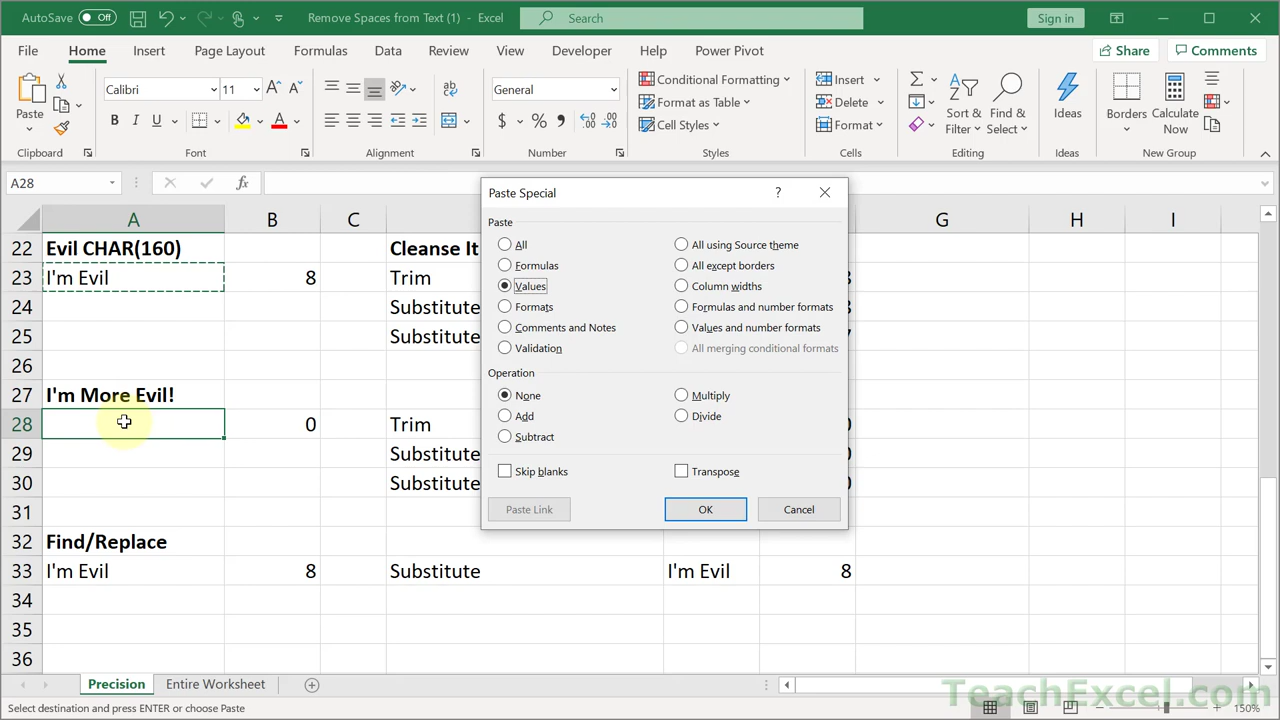 AutoSave Off Remove Spaces from Text (1) - Excel Search Sign in
File Home Insert Page Layout Formulas Data Review View Developer Help Power Pivot Share Comments
Paste Calibri 11 General Conditional Formatting Format as Table Cell Styles Insert Delete Format Sort & Filter Find & Select Ideas Borders Calculate Now
Clipboard Font Alignment Number Styles Cells Editing Ideas New Group
A28 fx
A B C G H I
22 Evil CHAR(160) Cleanse It
23 I'm Evil 8 Trim
24 Substitute
25 Substitute 7
26
27 I'm More Evil!
28 0 Trim
29 Substitute
30 Substitute
31
32 Find/Replace
33 I'm Evil 8 Substitute I'm Evil 8
34
35
36
Paste Special ?
Paste
All All using Source theme
Formulas All except borders
Values Column widths
Formats Formulas and number formats
Comments and Notes Values and number formats
Validation All merging conditional formats
Operation
None Multiply
Add Divide
Subtract
Skip blanks Transpose
Paste Link OK Cancel
Precision Entire Worksheet
Select destination and press ENTER or choose Paste 150%
TeachExcel.com